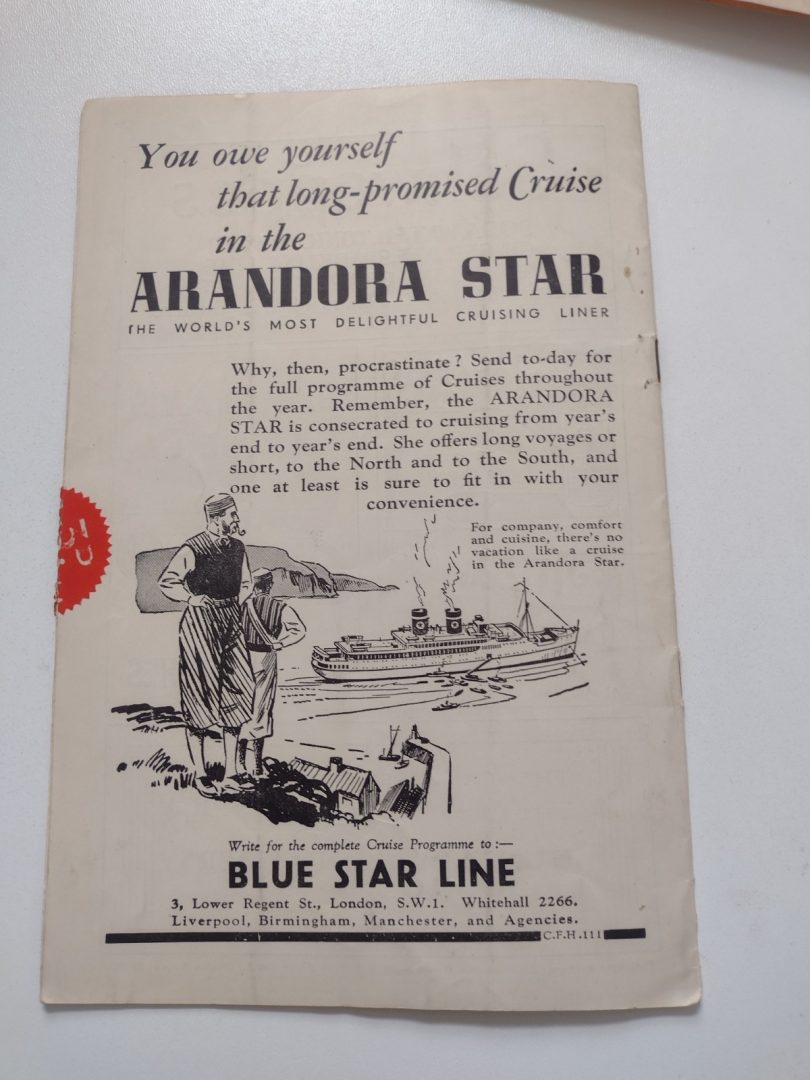 You owe yourself
that long-promised Cruise
in the
ARANDORA STAR
THE WORLD'S MOST DELIGHTFUL CRUISING LINER
Why, then, procrastinate? Send to-day for
the full programme of Cruises throughout
the year. Remember, the ARANDORA
STAR is consecrated to cruising from year's
end to year's end. She offers long voyages or
short, to the North and to the South, and
one at least is sure to fit in with your
convenience.
For company, comfort
and cuisine, there's no
vacation like a cruise
in the Arandora Star.
Write for the complete Cruise Programme to :—
BLUE STAR LINE
3, Lower Regent St., London, S.W.1. Whitehall 2266.
Liverpool, Birmingham, Manchester, and Agencies.
C.F.H.111